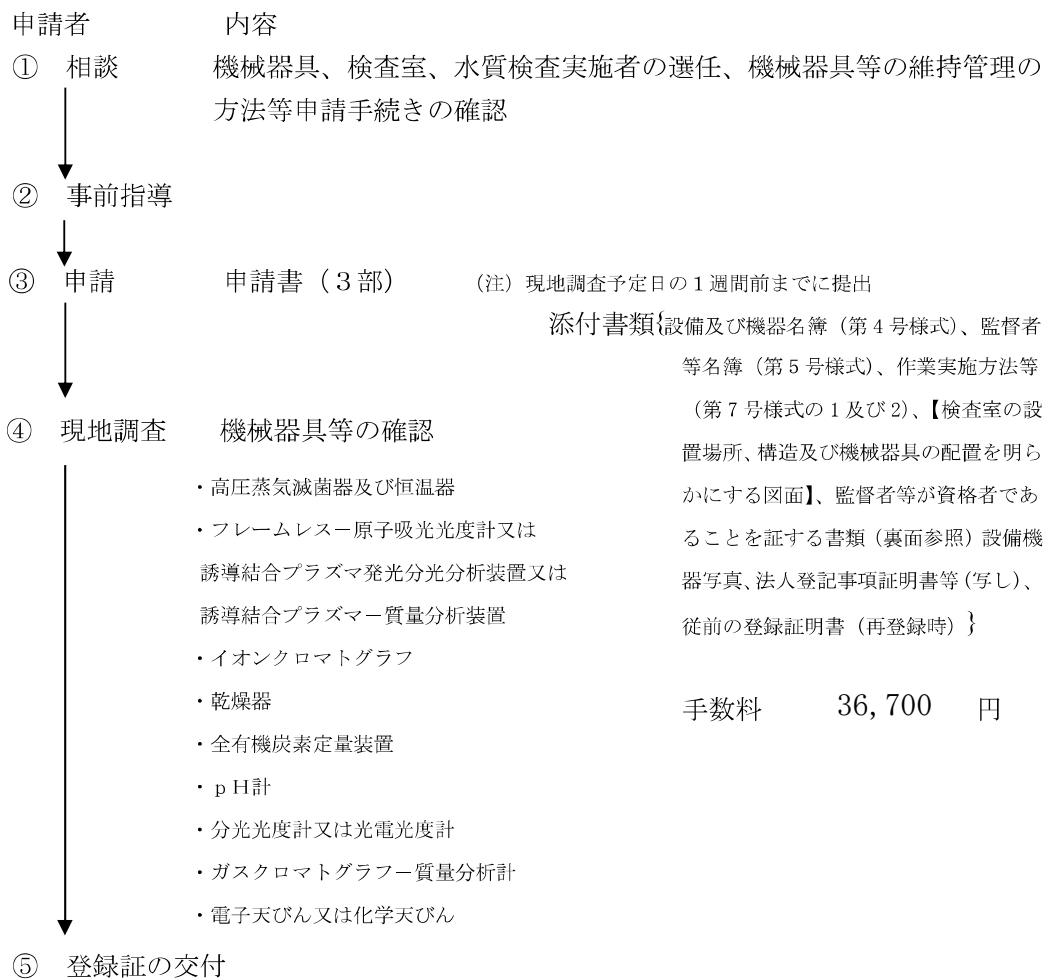 申請者 内容
① 相談 機械器具、検査室、水質検査実施者の選任、機械器具等の維持管理の
方法等申請手続きの確認
② 事前指導
③ 申請 申請書（３部） （注）現地調査予定日の１週間前までに提出
添付書類{設備及び機器名簿（第４号様式）、監督者
等名簿（第５号様式）、作業実施方法等
（第７号様式の１及び２）、【検査室の設
置場所、構造及び機械器具の配置を明ら
かにする図面】、監督者等が資格者であ
ることを証する書類（裏面参照）設備機
器写真、法人登記事項証明書等（写し）、
従前の登録証明書（再登録時）}
手数料 36,700 円
④ 現地調査 機械器具等の確認
・高圧蒸気滅菌器及び恒温器
・フレームレス－原子吸光光度計又は
誘導結合プラズマ発光分光分析装置又は
誘導結合プラズマ－質量分析装置
・イオンクロマトグラフ
・乾燥器
・全有機炭素定量装置
・ｐＨ計
・分光光度計又は光電光度計
・ガスクロマトグラフ－質量分析計
・電子天びん又は化学天びん
⑤ 登録証の交付